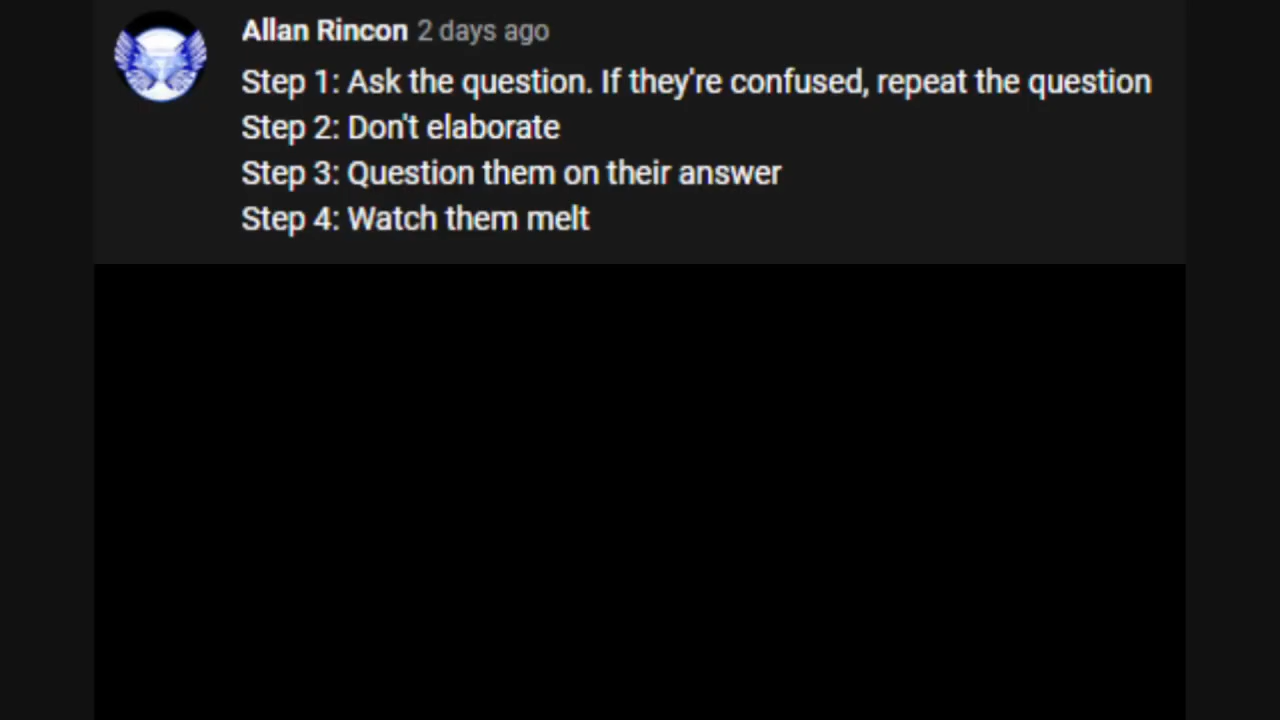 Allan Rincon 2 days ago
Step 1: Ask the question. If they're confused, repeat the question
Step 2: Don't elaborate
Step 3: Question them on their answer
Step 4: Watch them melt